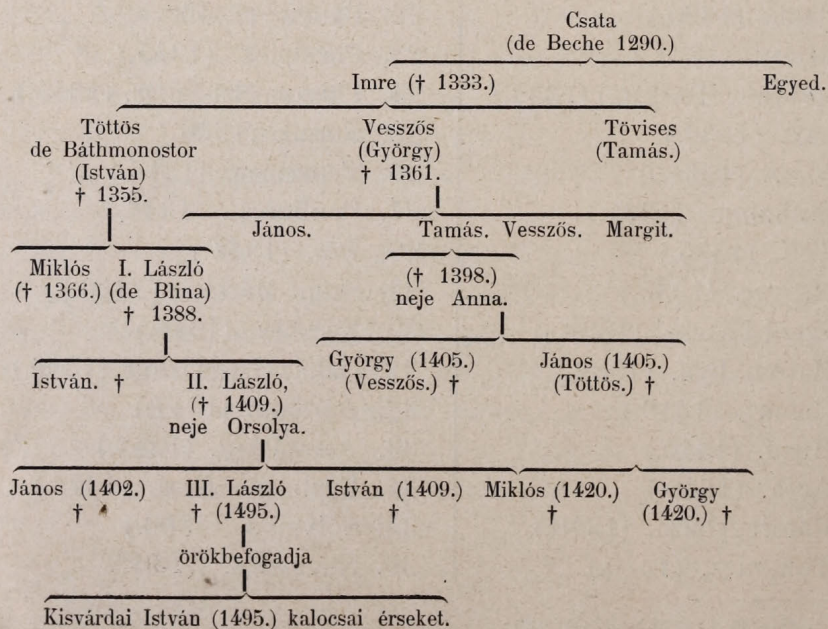 Csata
(de Beche 1290.)
Imre († 1333.) Egyed.
Töttös Vesszős Tövises
de Báthmonostor (György) (Tamás.)
(István) † 1361.
† 1355.
János. Tamás. Vesszős. Margit.
Miklós I. László († 1398.)
(† 1366.) (de Blina) neje Anna.
† 1388.
György (1405.) János (1405.)
(Vesszős.) † (Töttös.) †
István. † II. László,
(† 1409.)
neje Orsolya.
János (1402.) III. László István (1409.) Miklós (1420.) György
† † (1495.) † † (1420.) †
örökbefogadja
Kisvárdai István (1495.) kalocsai érseket.